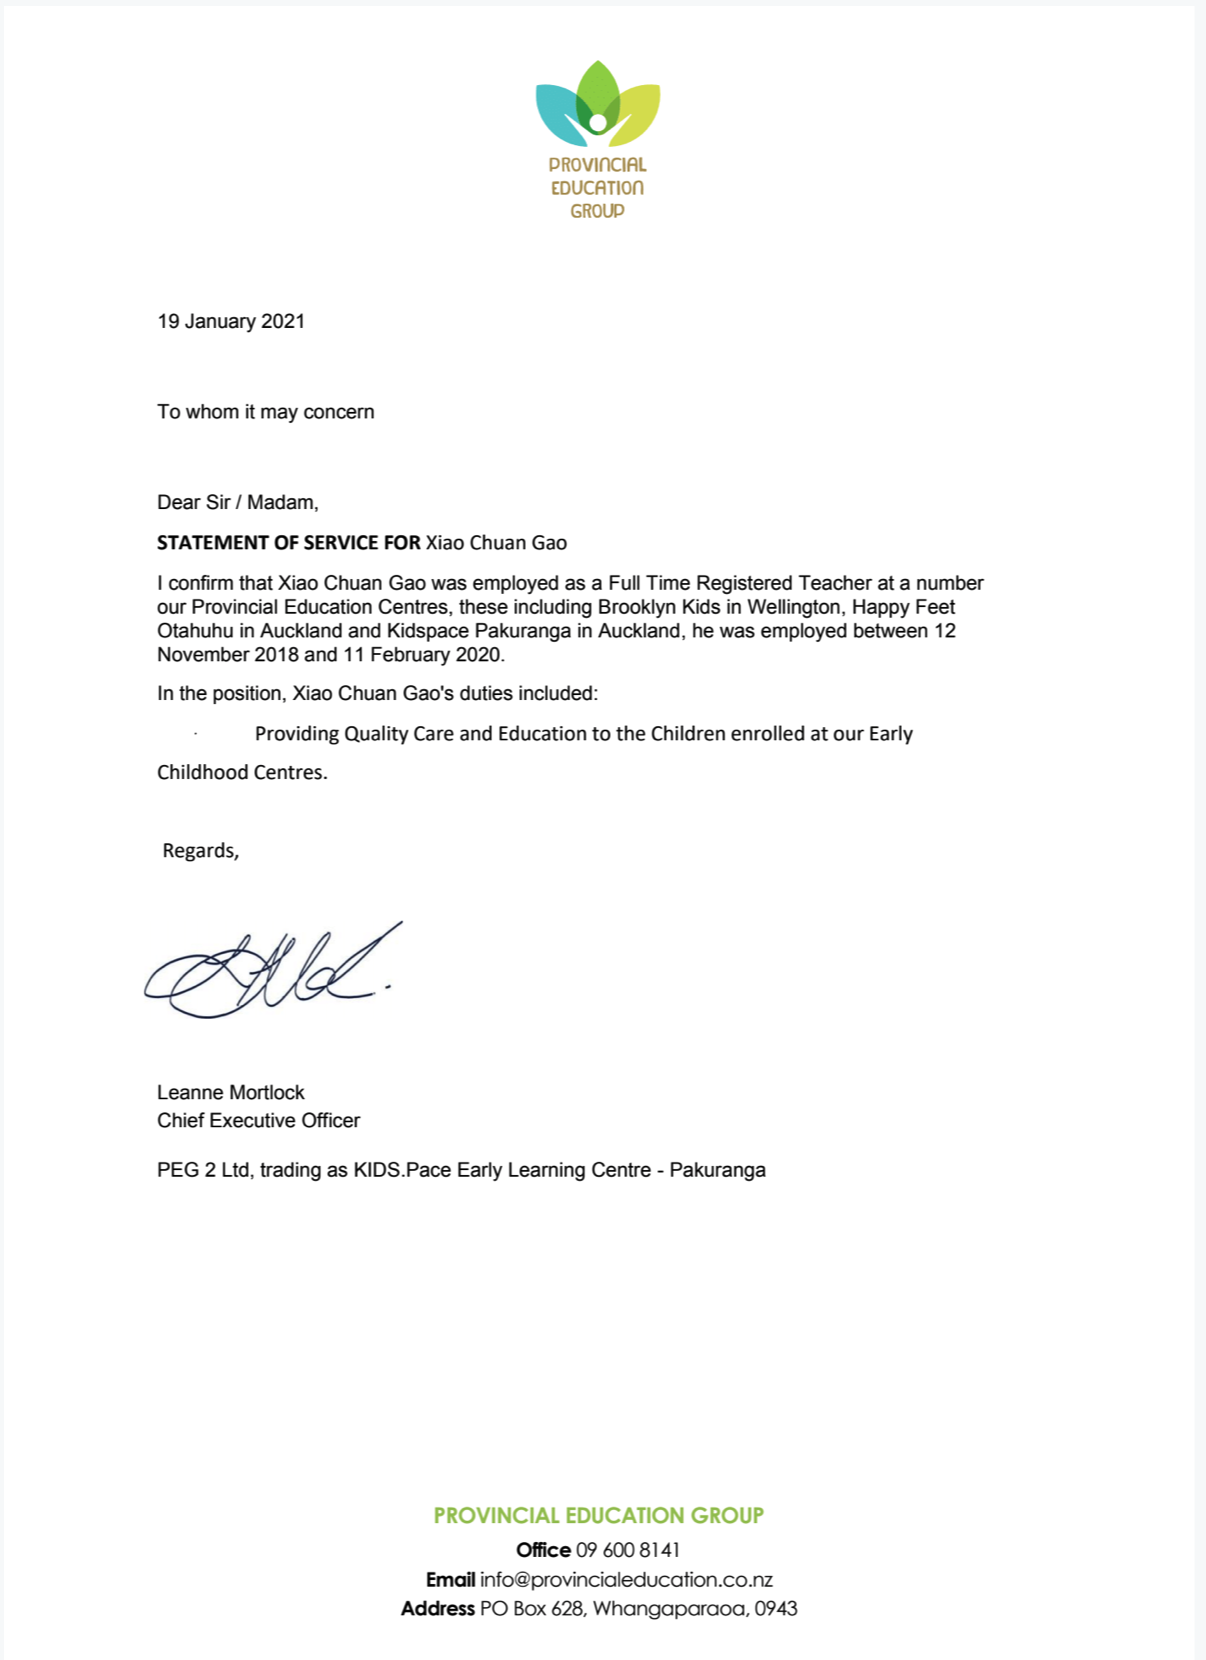 PROVINCIAL
EDUCATION
GROUP
19 January 2021
To whom it may concern
Dear Sir / Madam,
STATEMENT OF SERVICE FOR Xiao Chuan Gao
I confirm that Xiao Chuan Gao was employed as a Full Time Registered Teacher at a number
our Provincial Education Centres, these including Brooklyn Kids in Wellington, Happy Feet
Otahuhu in Auckland and Kidspace Pakuranga in Auckland, he was employed between 12
November 2018 and 11 February 2020.
In the position, Xiao Chuan Gao's duties included:
· Providing Quality Care and Education to the Children enrolled at our Early
Childhood Centres.
Regards,
Leanne Mortlock
Chief Executive Officer
PEG 2 Ltd, trading as KIDS.Pace Early Learning Centre - Pakuranga
PROVINCIAL EDUCATION GROUP
Office 09 600 8141
Email info@provincialeducation.co.nz
Address PO Box 628, Whangaparaoa, 0943